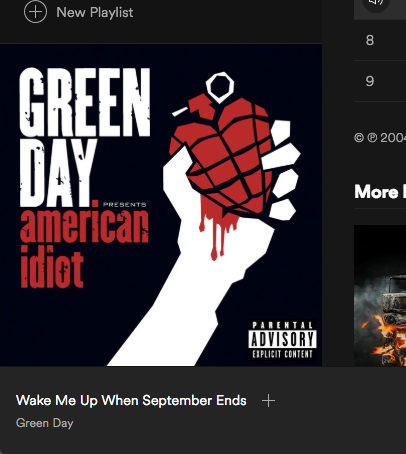 New Playlist
GREEN
DAY
PRESENTS
american
idiot
PARENTAL
ADVISORY
EXPLICIT CONTENT
Wake Me Up When September Ends
Green Day
8
9
© ℗ 2004
More